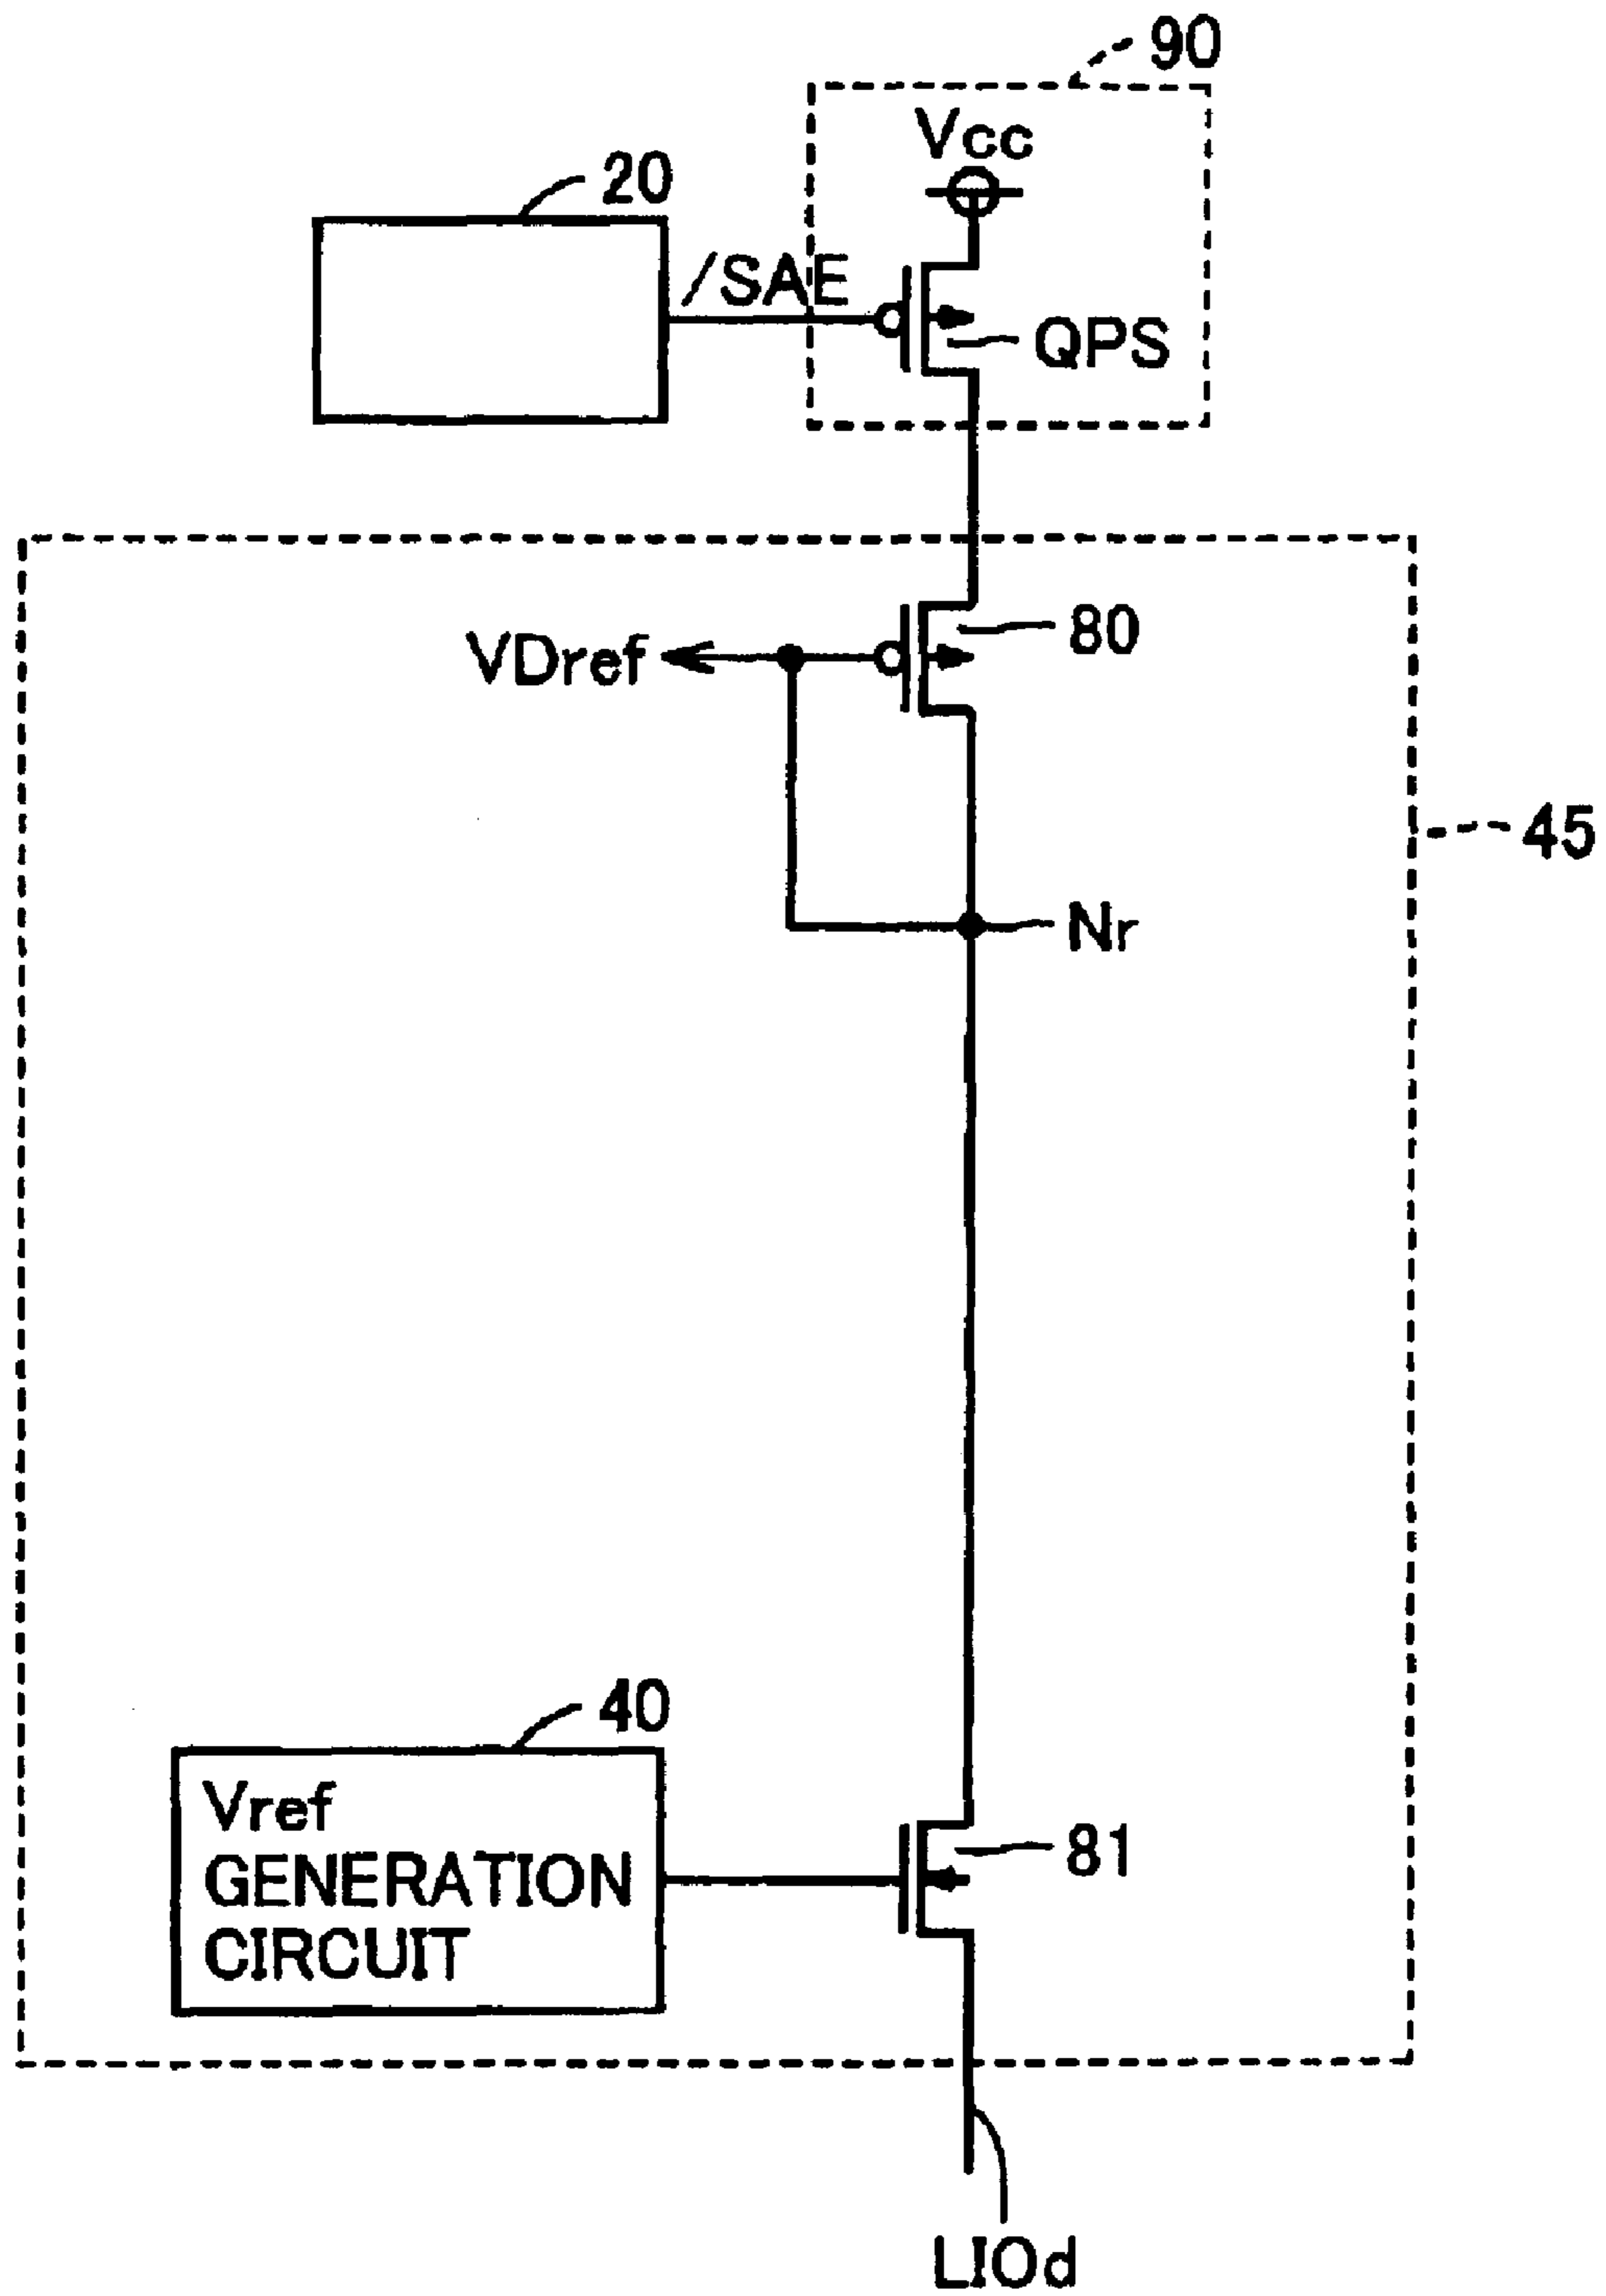 90
Vcc
20
/SAE
QPS
80
VDref
45
Nr
40
Vref
GENERATION
CIRCUIT
81
LIOd